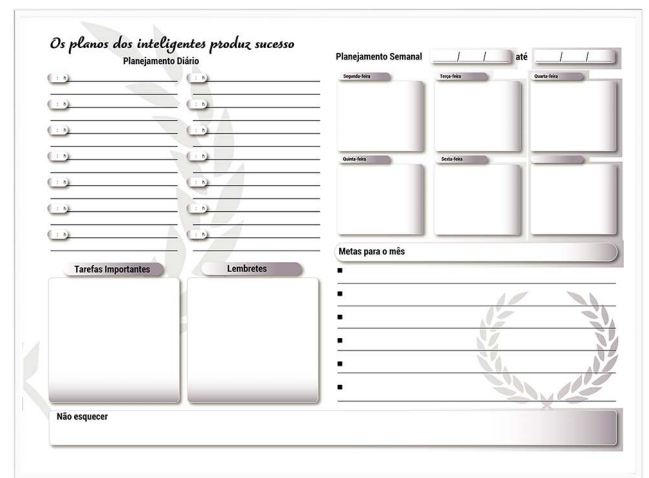 Os planos dos inteligentes produz sucesso
Planejamento Diário
: h
: h
: h
: h
: h
: h
: h
: h
: h
: h
: h
: h
: h
: h
Tarefas Importantes
Lembretes
Planejamento Semanal / / até / /
Segunda-feira
Terça-feira
Quarta-feira
Quinta-feira
Sexta-feira
Metas para o mês
Não esquecer